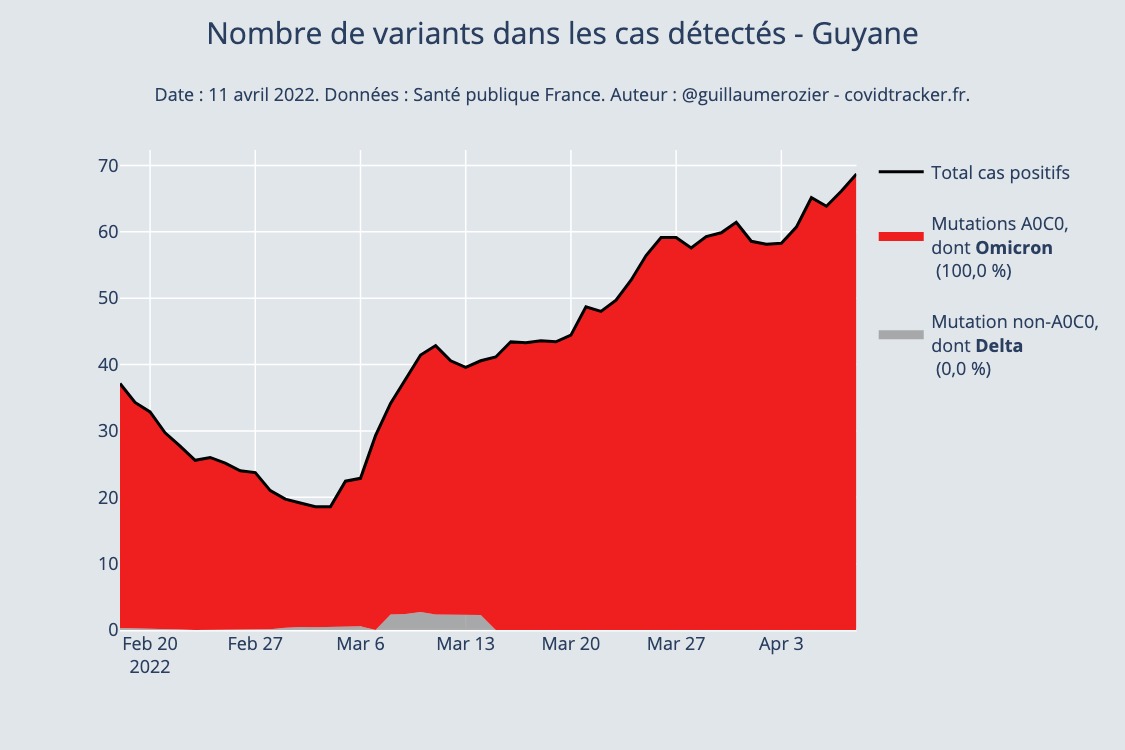 Nombre de variants dans les cas détectés - Guyane
Date : 11 avril 2022. Données : Santé publique France. Auteur : @guillaumerozier - covidtracker.fr.
70
60
50
40
30
20
10
0
Feb 20
2022
Feb 27
Mar 6
Mar 13
Mar 20
Mar 27
Apr 3
Total cas positifs
Mutations A0C0,
dont Omicron
(100,0 %)
Mutation non-A0C0,
dont Delta
(0,0 %)